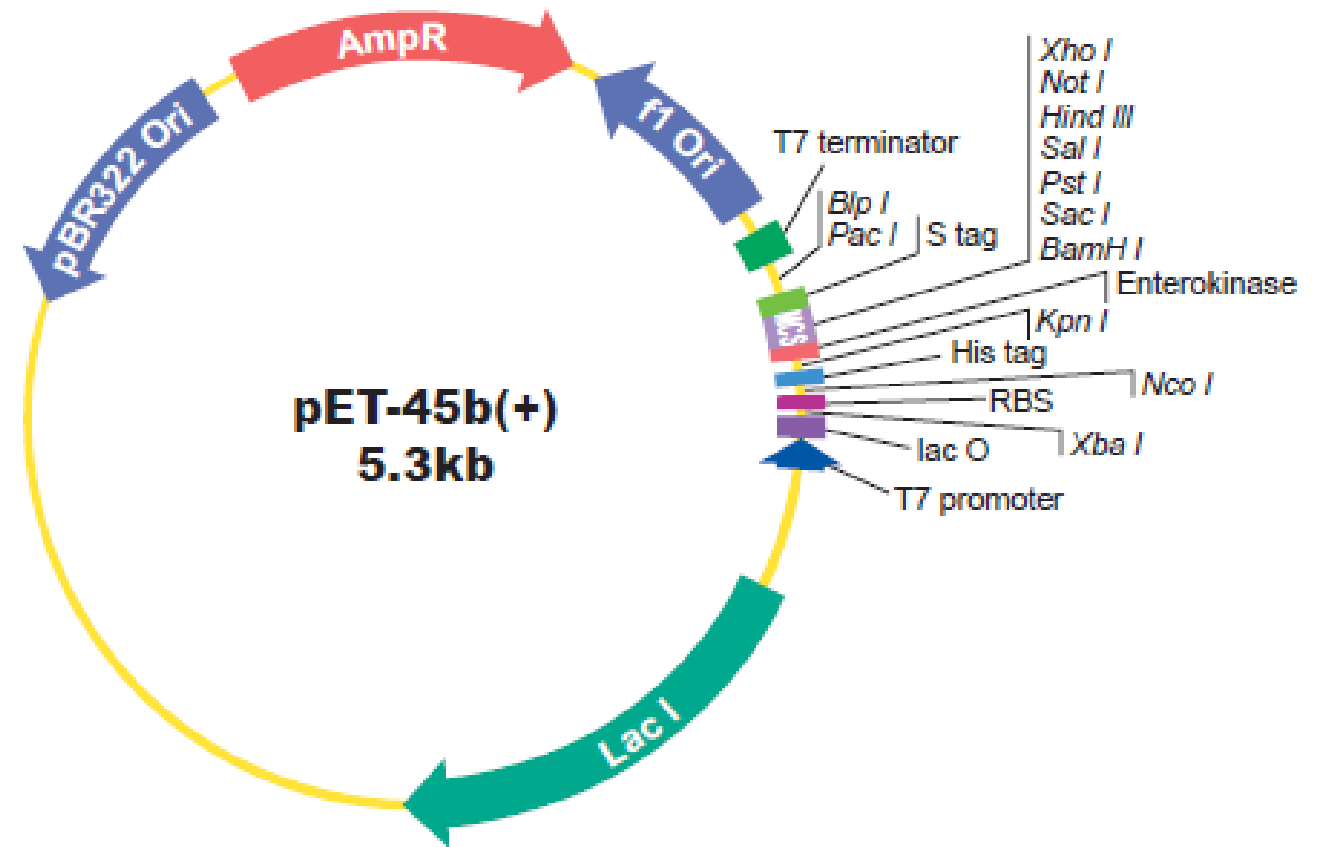 AmpR
pBR322 Ori
f1 Ori
T7 terminator
Blp I
Pac I
S tag
Xho I
Not I
Hind III
Sal I
Pst I
Sac I
BamH I
MCS
Enterokinase
Kpn I
His tag
Nco I
RBS
Xba I
lac O
T7 promoter
pET-45b(+)
5.3kb
Lac I